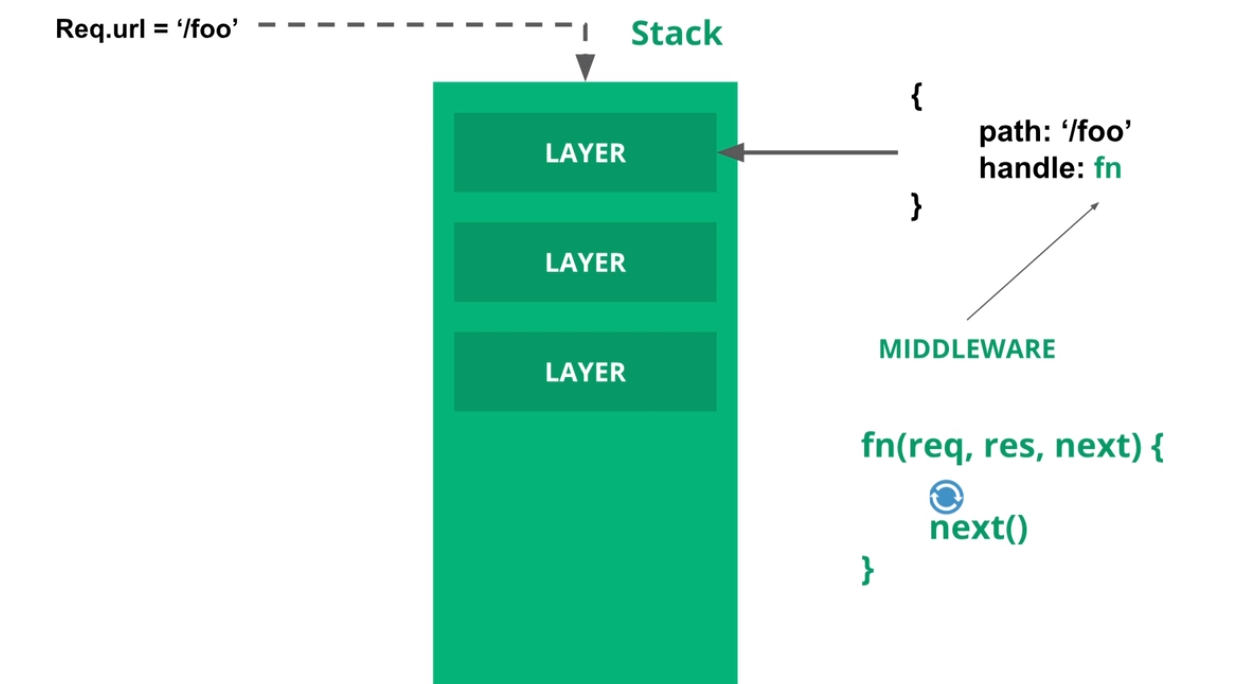 Req.url = ‘/foo’
Stack
LAYER
LAYER
LAYER
{
path: ‘/foo’
handle: fn
}
MIDDLEWARE
fn(req, res, next) {
next()
}